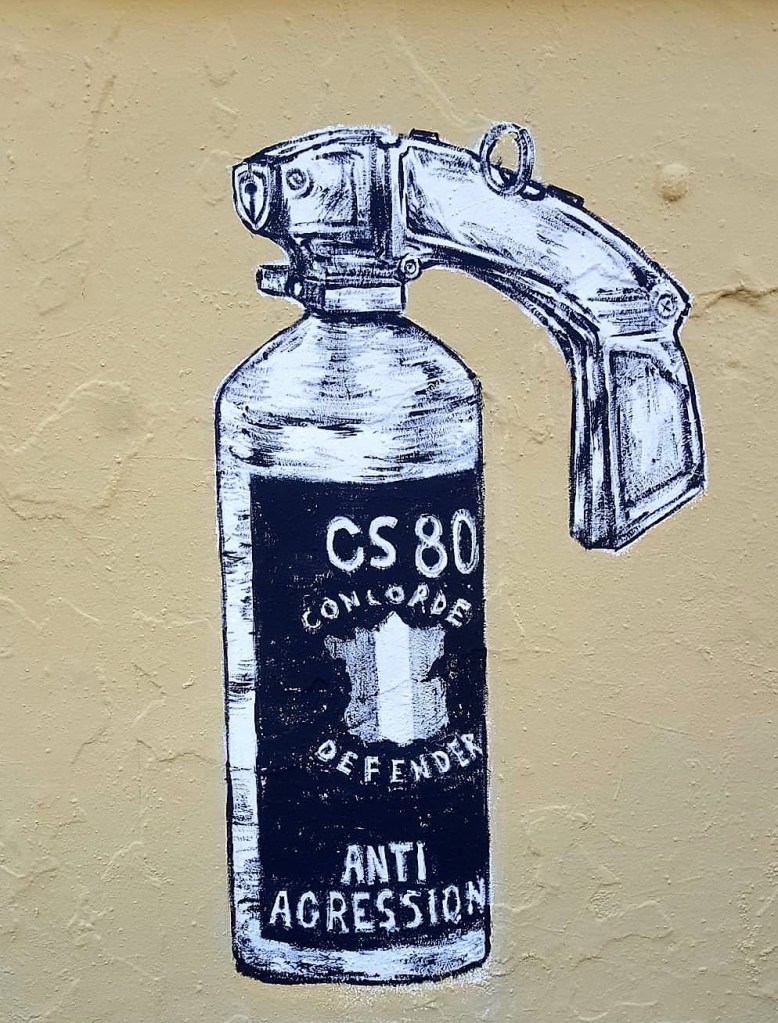 CS 80
CONCORDE
DEFENDER
ANTI
AGRESSION